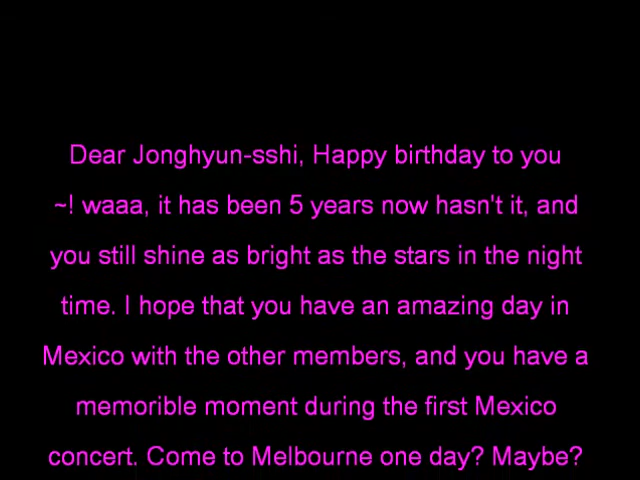 Dear Jonghyun-sshi, Happy birthday to you
~! waaa, it has been 5 years now hasn't it, and
you still shine as bright as the stars in the night
time. I hope that you have an amazing day in
Mexico with the other members, and you have a
memorible moment during the first Mexico
concert. Come to Melbourne one day? Maybe?